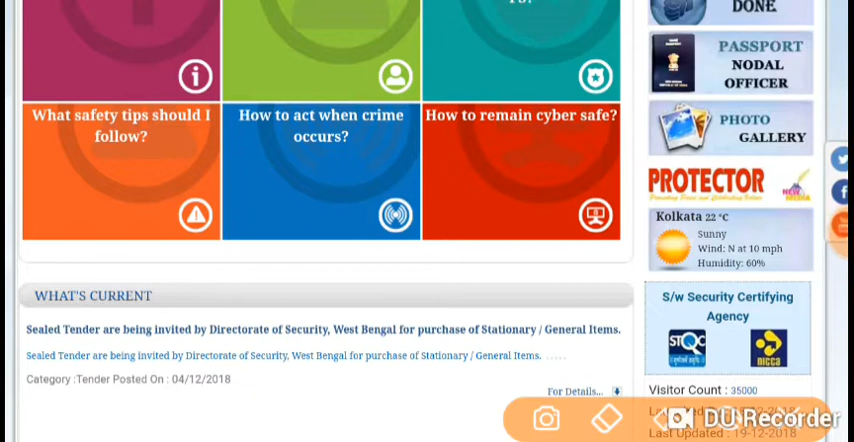 DONE
PASSPORT
NODAL
OFFICER
What safety tips should I
follow?
How to act when crime
occurs?
How to remain cyber safe?
PHOTO
GALLERY
PROTECTOR
NEW
MEDIA
Kolkata 22 °C
Sunny
Wind: N at 10 mph
Humidity: 60%
WHAT'S CURRENT
Sealed Tender are being invited by Directorate of Security, West Bengal for purchase of Stationary / General Items.
Sealed Tender are being invited by Directorate of Security, West Bengal for purchase of Stationary / General Items. .....
Category :Tender Posted On : 04/12/2018
For Details...
S/w Security Certifying
Agency
STQC
nicca
Visitor Count : 35000
DU Recorder
Last Updated : 19-12-2018